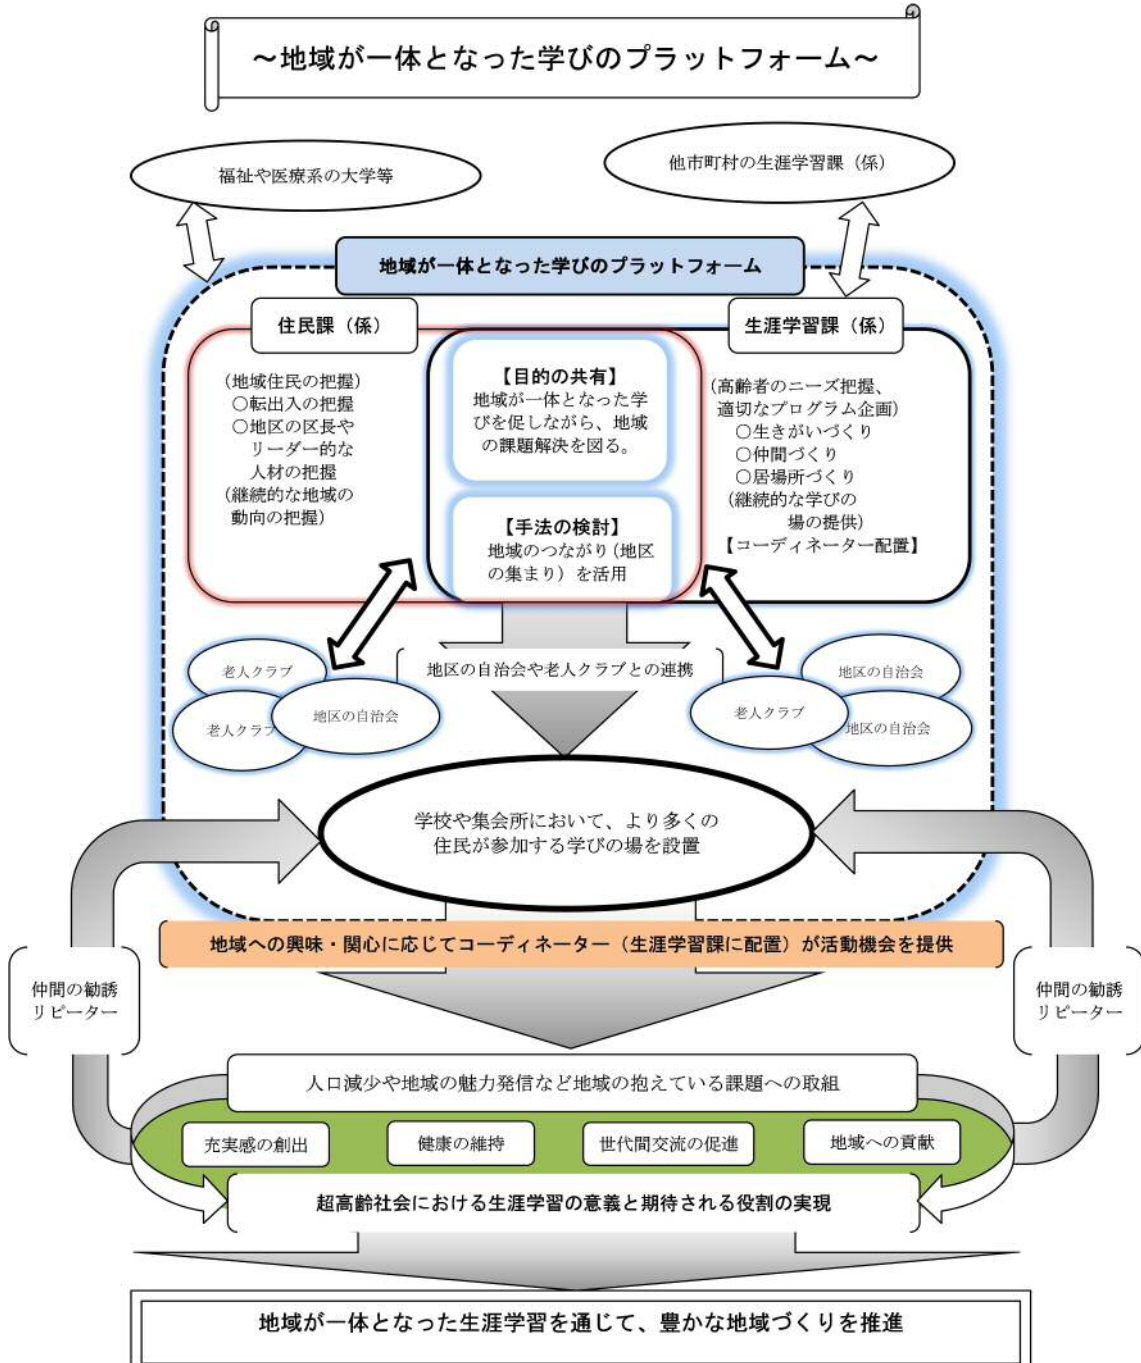 ～地域が一体となった学びのプラットフォーム～
福祉や医療系の大学等
他市町村の生涯学習課（係）
地域が一体となった学びのプラットフォーム
住民課（係）
生涯学習課（係）
（地域住民の把握）
○転出入の把握
○地区の区長や
リーダー的な
人材の把握
（継続的な地域の
動向の把握）
【目的の共有】
地域が一体となった学
びを促しながら、地域
の課題解決を図る。
【手法の検討】
地域のつながり（地区
の集まり）を活用
（高齢者のニーズ把握、
適切なプログラム企画）
○生きがいづくり
○仲間づくり
○居場所づくり
（継続的な学びの
場の提供）
【コーディネーター配置】
老人クラブ
老人クラブ
地区の自治会
地区の自治会や老人クラブとの連携
地区の自治会
老人クラブ
地区の自治会
学校や集会所において、より多くの
住民が参加する学びの場を設置
地域への興味・関心に応じてコーディネーター（生涯学習課に配置）が活動機会を提供
仲間の勧誘
リピーター
仲間の勧誘
リピーター
人口減少や地域の魅力発信など地域の抱えている課題への取組
充実感の創出
健康の維持
世代間交流の促進
地域への貢献
超高齢社会における生涯学習の意義と期待される役割の実現
地域が一体となった生涯学習を通じて、豊かな地域づくりを推進